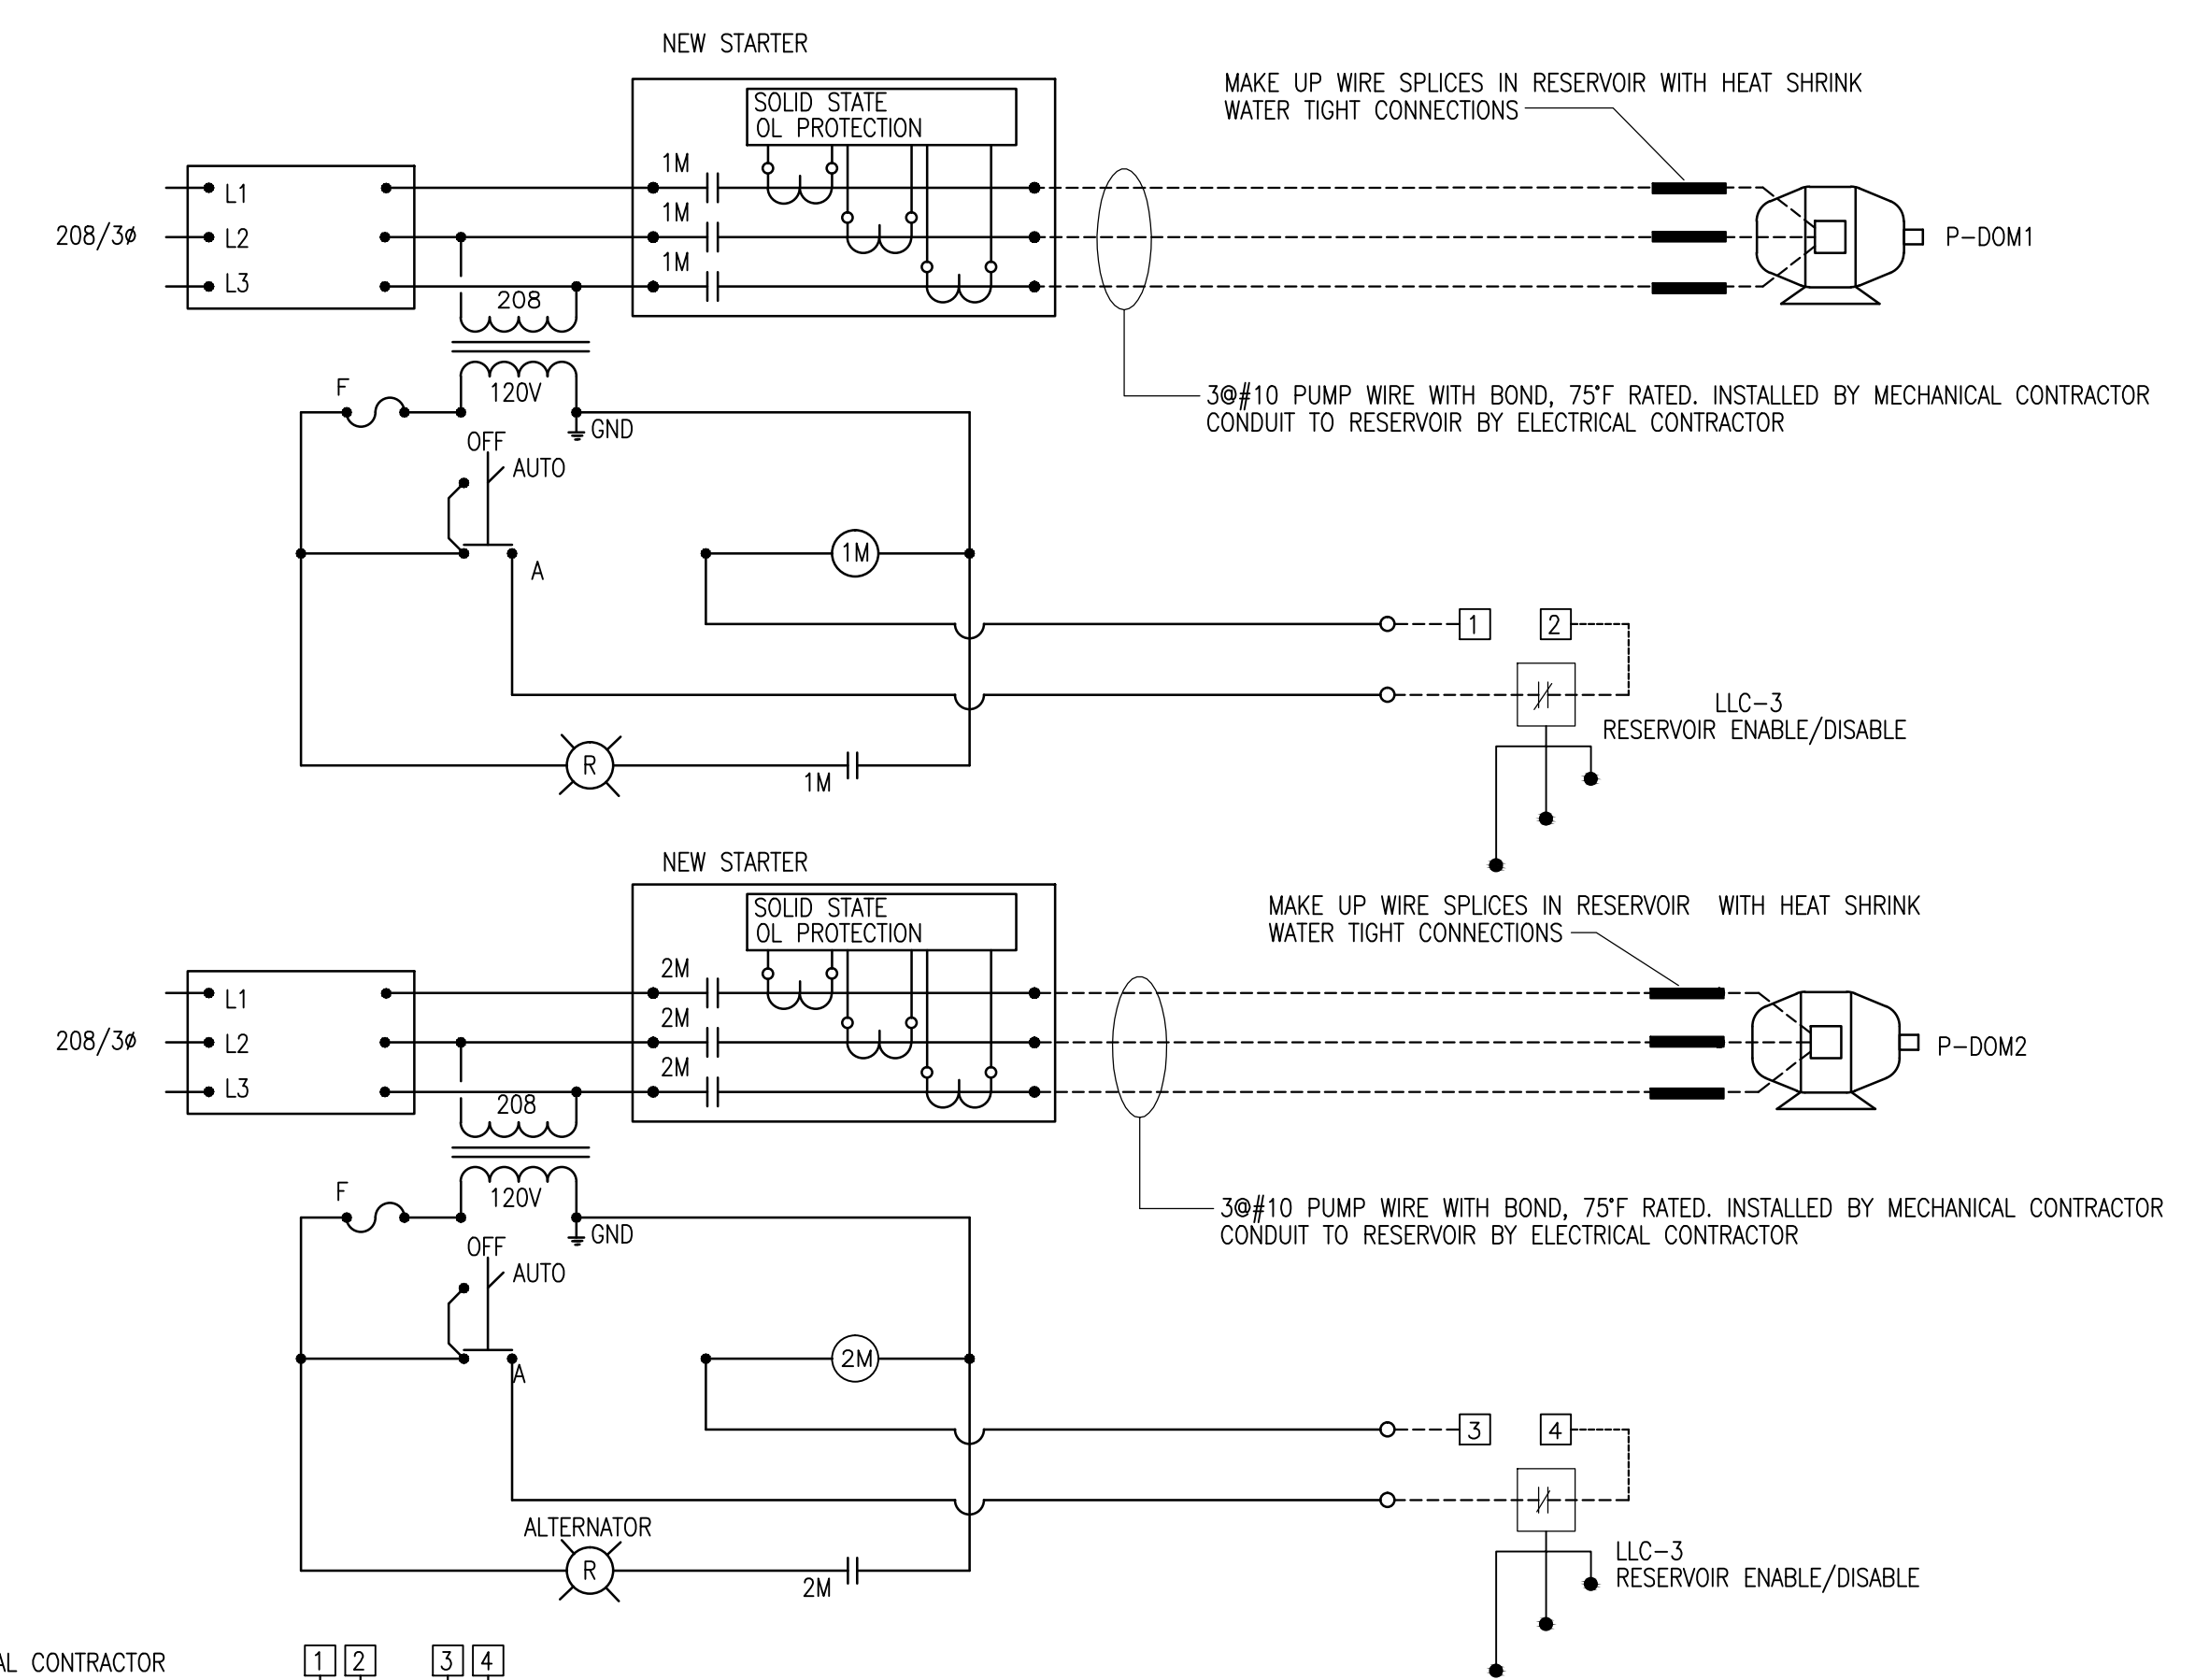 NEW STARTER
MAKE UP WIRE SPLICES IN RESERVOIR WITH HEAT SHRINK
WATER TIGHT CONNECTIONS
SOLID STATE
OL PROTECTION
1M
L1
1M
208/3ø
L2
P-DOM1
1M
L3
208
F
120V
3@#10 PUMP WIRE WITH BOND, 75°F RATED. INSTALLED BY MECHANICAL CONTRACTOR
CONDUIT TO RESERVOIR BY ELECTRICAL CONTRACTOR
GND
OFF
AUTO
1M
A
1
2
LLC-3
RESERVOIR ENABLE/DISABLE
R
1M
NEW STARTER
MAKE UP WIRE SPLICES IN RESERVOIR WITH HEAT SHRINK
WATER TIGHT CONNECTIONS
SOLID STATE
OL PROTECTION
2M
L1
2M
208/3ø
L2
P-DOM2
2M
L3
208
F
120V
3@#10 PUMP WIRE WITH BOND, 75°F RATED. INSTALLED BY MECHANICAL CONTRACTOR
CONDUIT TO RESERVOIR BY ELECTRICAL CONTRACTOR
GND
OFF
AUTO
2M
A
3
4
ALTERNATOR
LLC-3
RESERVOIR ENABLE/DISABLE
R
2M
AL CONTRACTOR
1 2 3 4